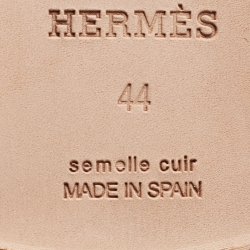 HERMÈS
44
semelle cuir
MADE IN SPAIN